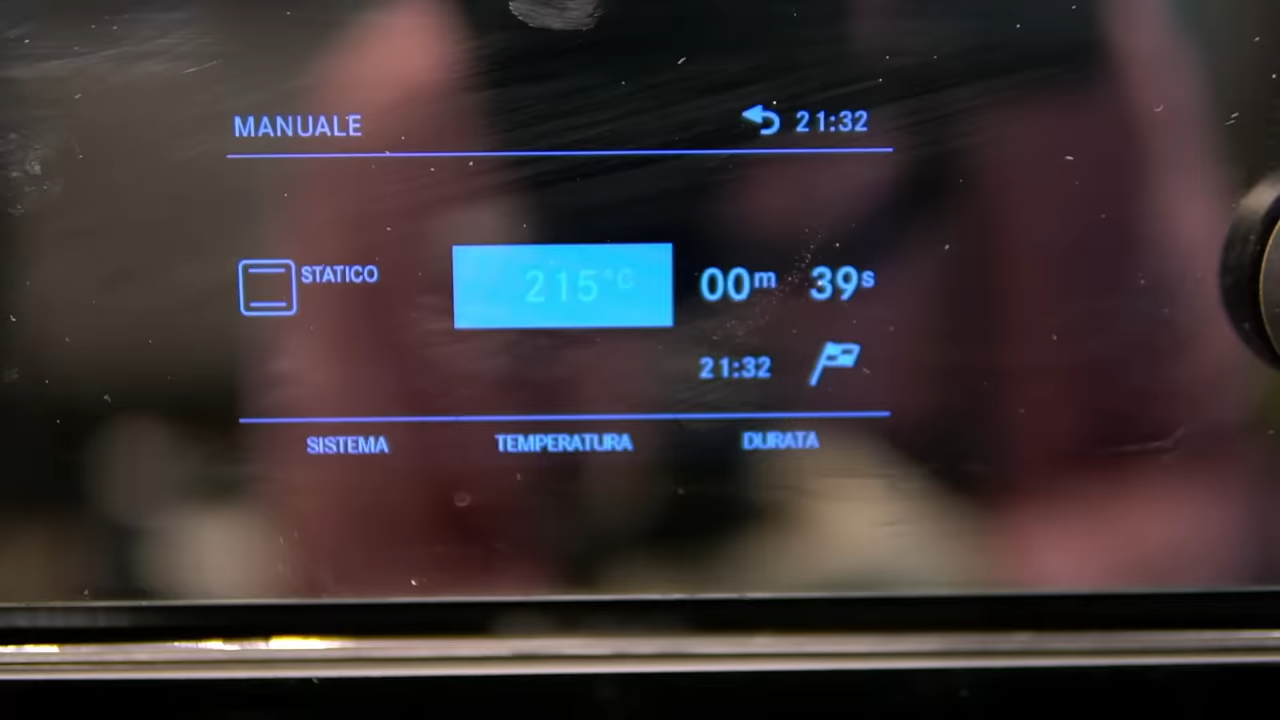 MANUALE 21:32
STATICO 215°C 00m 39s
21:32
SISTEMA TEMPERATURA DURATA